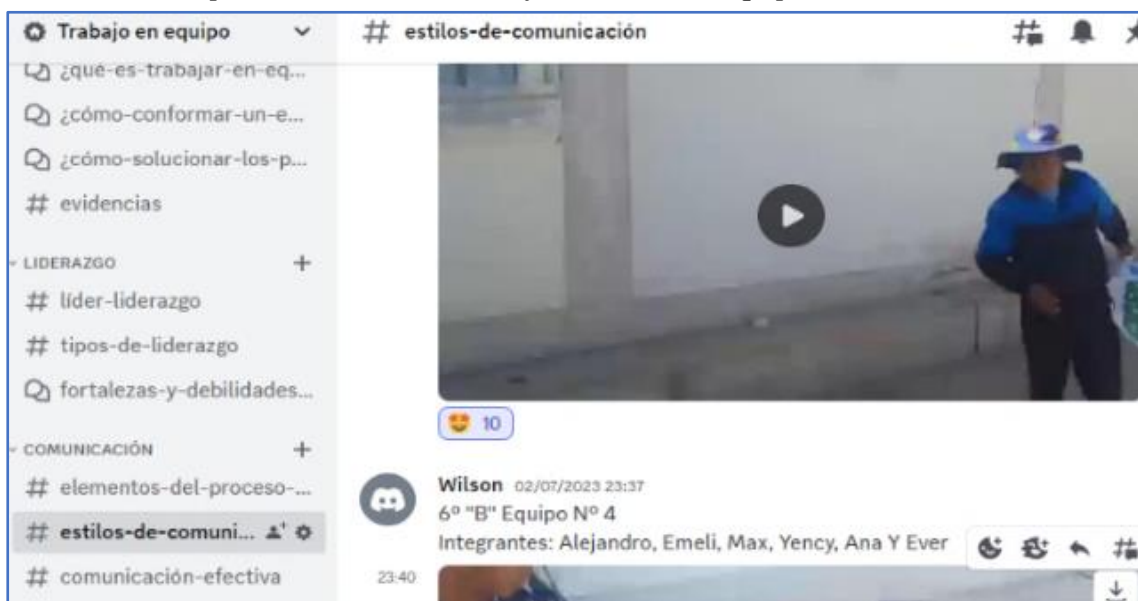 Trabajo en equipo
# estilos-de-comunicación
¿qué-es-trabajar-en-eq...
¿cómo-conformar-un-e...
¿cómo-solucionar-los-p...
# evidencias
LIDERAZGO
# líder-liderazgo
# tipos-de-liderazgo
fortalezas-y-debilidades...
COMUNICACIÓN
# elementos-del-proceso-...
# estilos-de-comuni...
# comunicación-efectiva
10
Wilson 02/07/2023 23:37
6º "B" Equipo Nº 4
Integrantes: Alejandro, Emeli, Max, Yency, Ana Y Ever
23:40